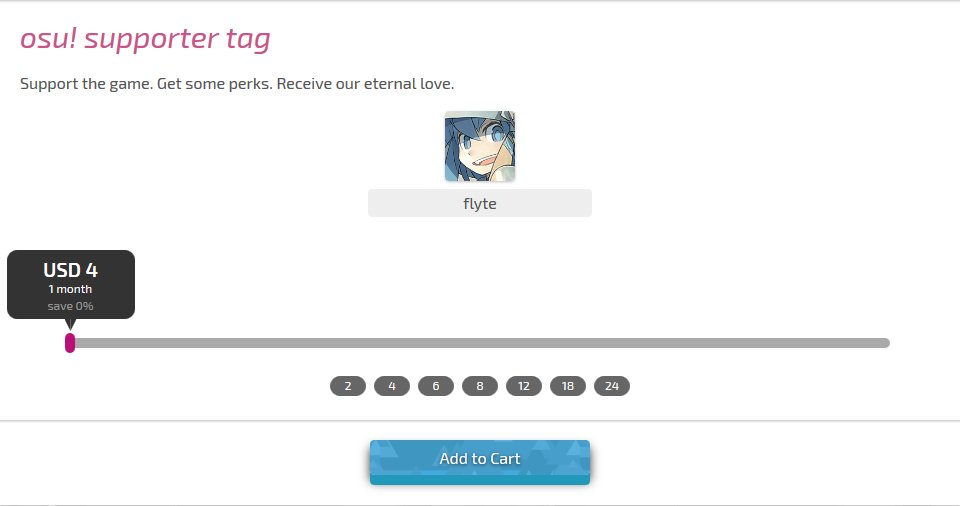 osu! supporter tag
Support the game. Get some perks. Receive our eternal love.
flyte
USD 4
1 month
save 0%
2 4 6 8 12 18 24
Add to Cart